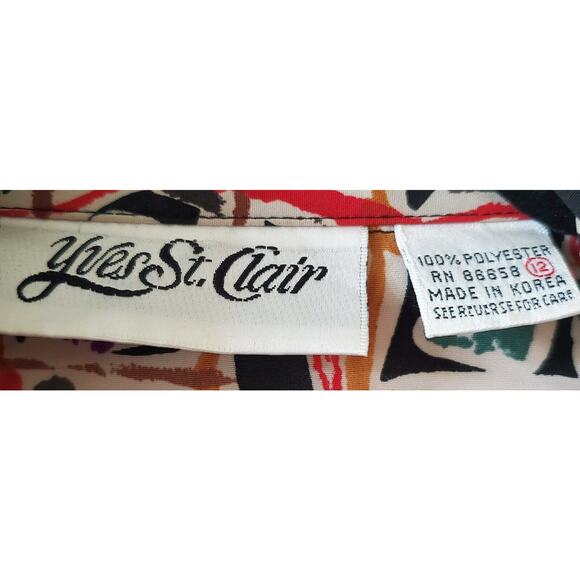 Yves St. Clair
100% POLYESTER
RN 86658 12
MADE IN KOREA
SEE REVERSE FOR CARE